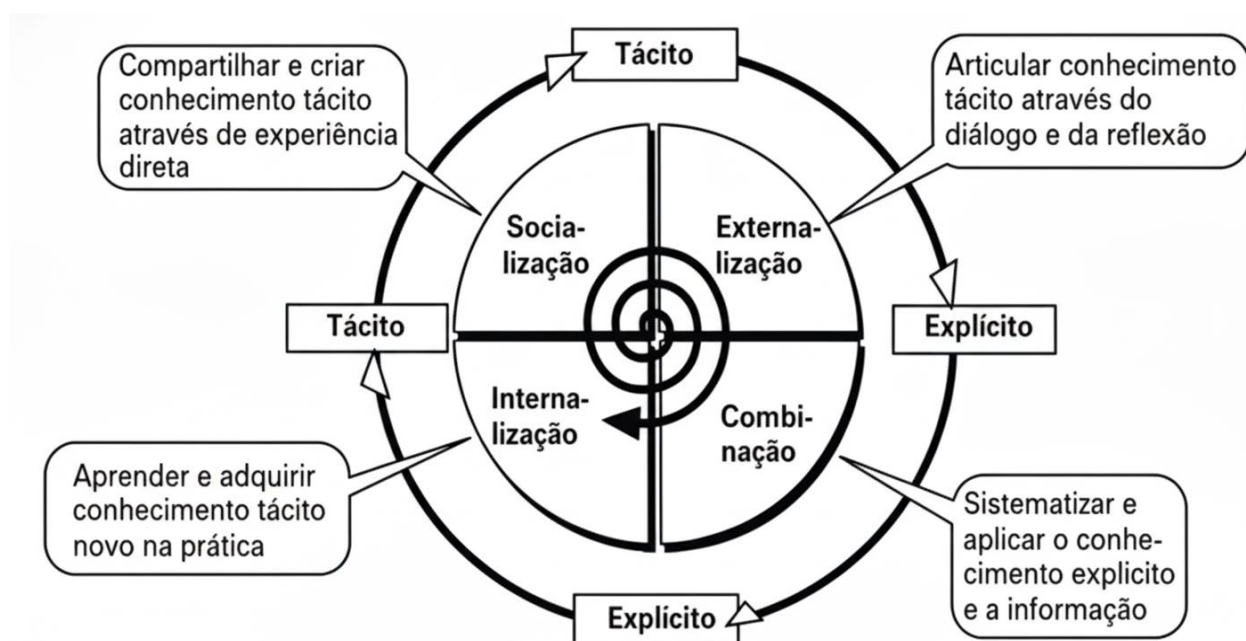 Tácito
Compartilhar e criar
conhecimento tácito
através de experiência
direta
Articular conhecimento
tácito através do
diálogo e da reflexão
Socia-
lização
Externa-
lização
Tácito
Explícito
Interna-
lização
Combi-
nação
Aprender e adquirir
conhecimento tácito
novo na prática
Sistematizar e
aplicar o conhe-
cimento explicito
e a informação
Explícito